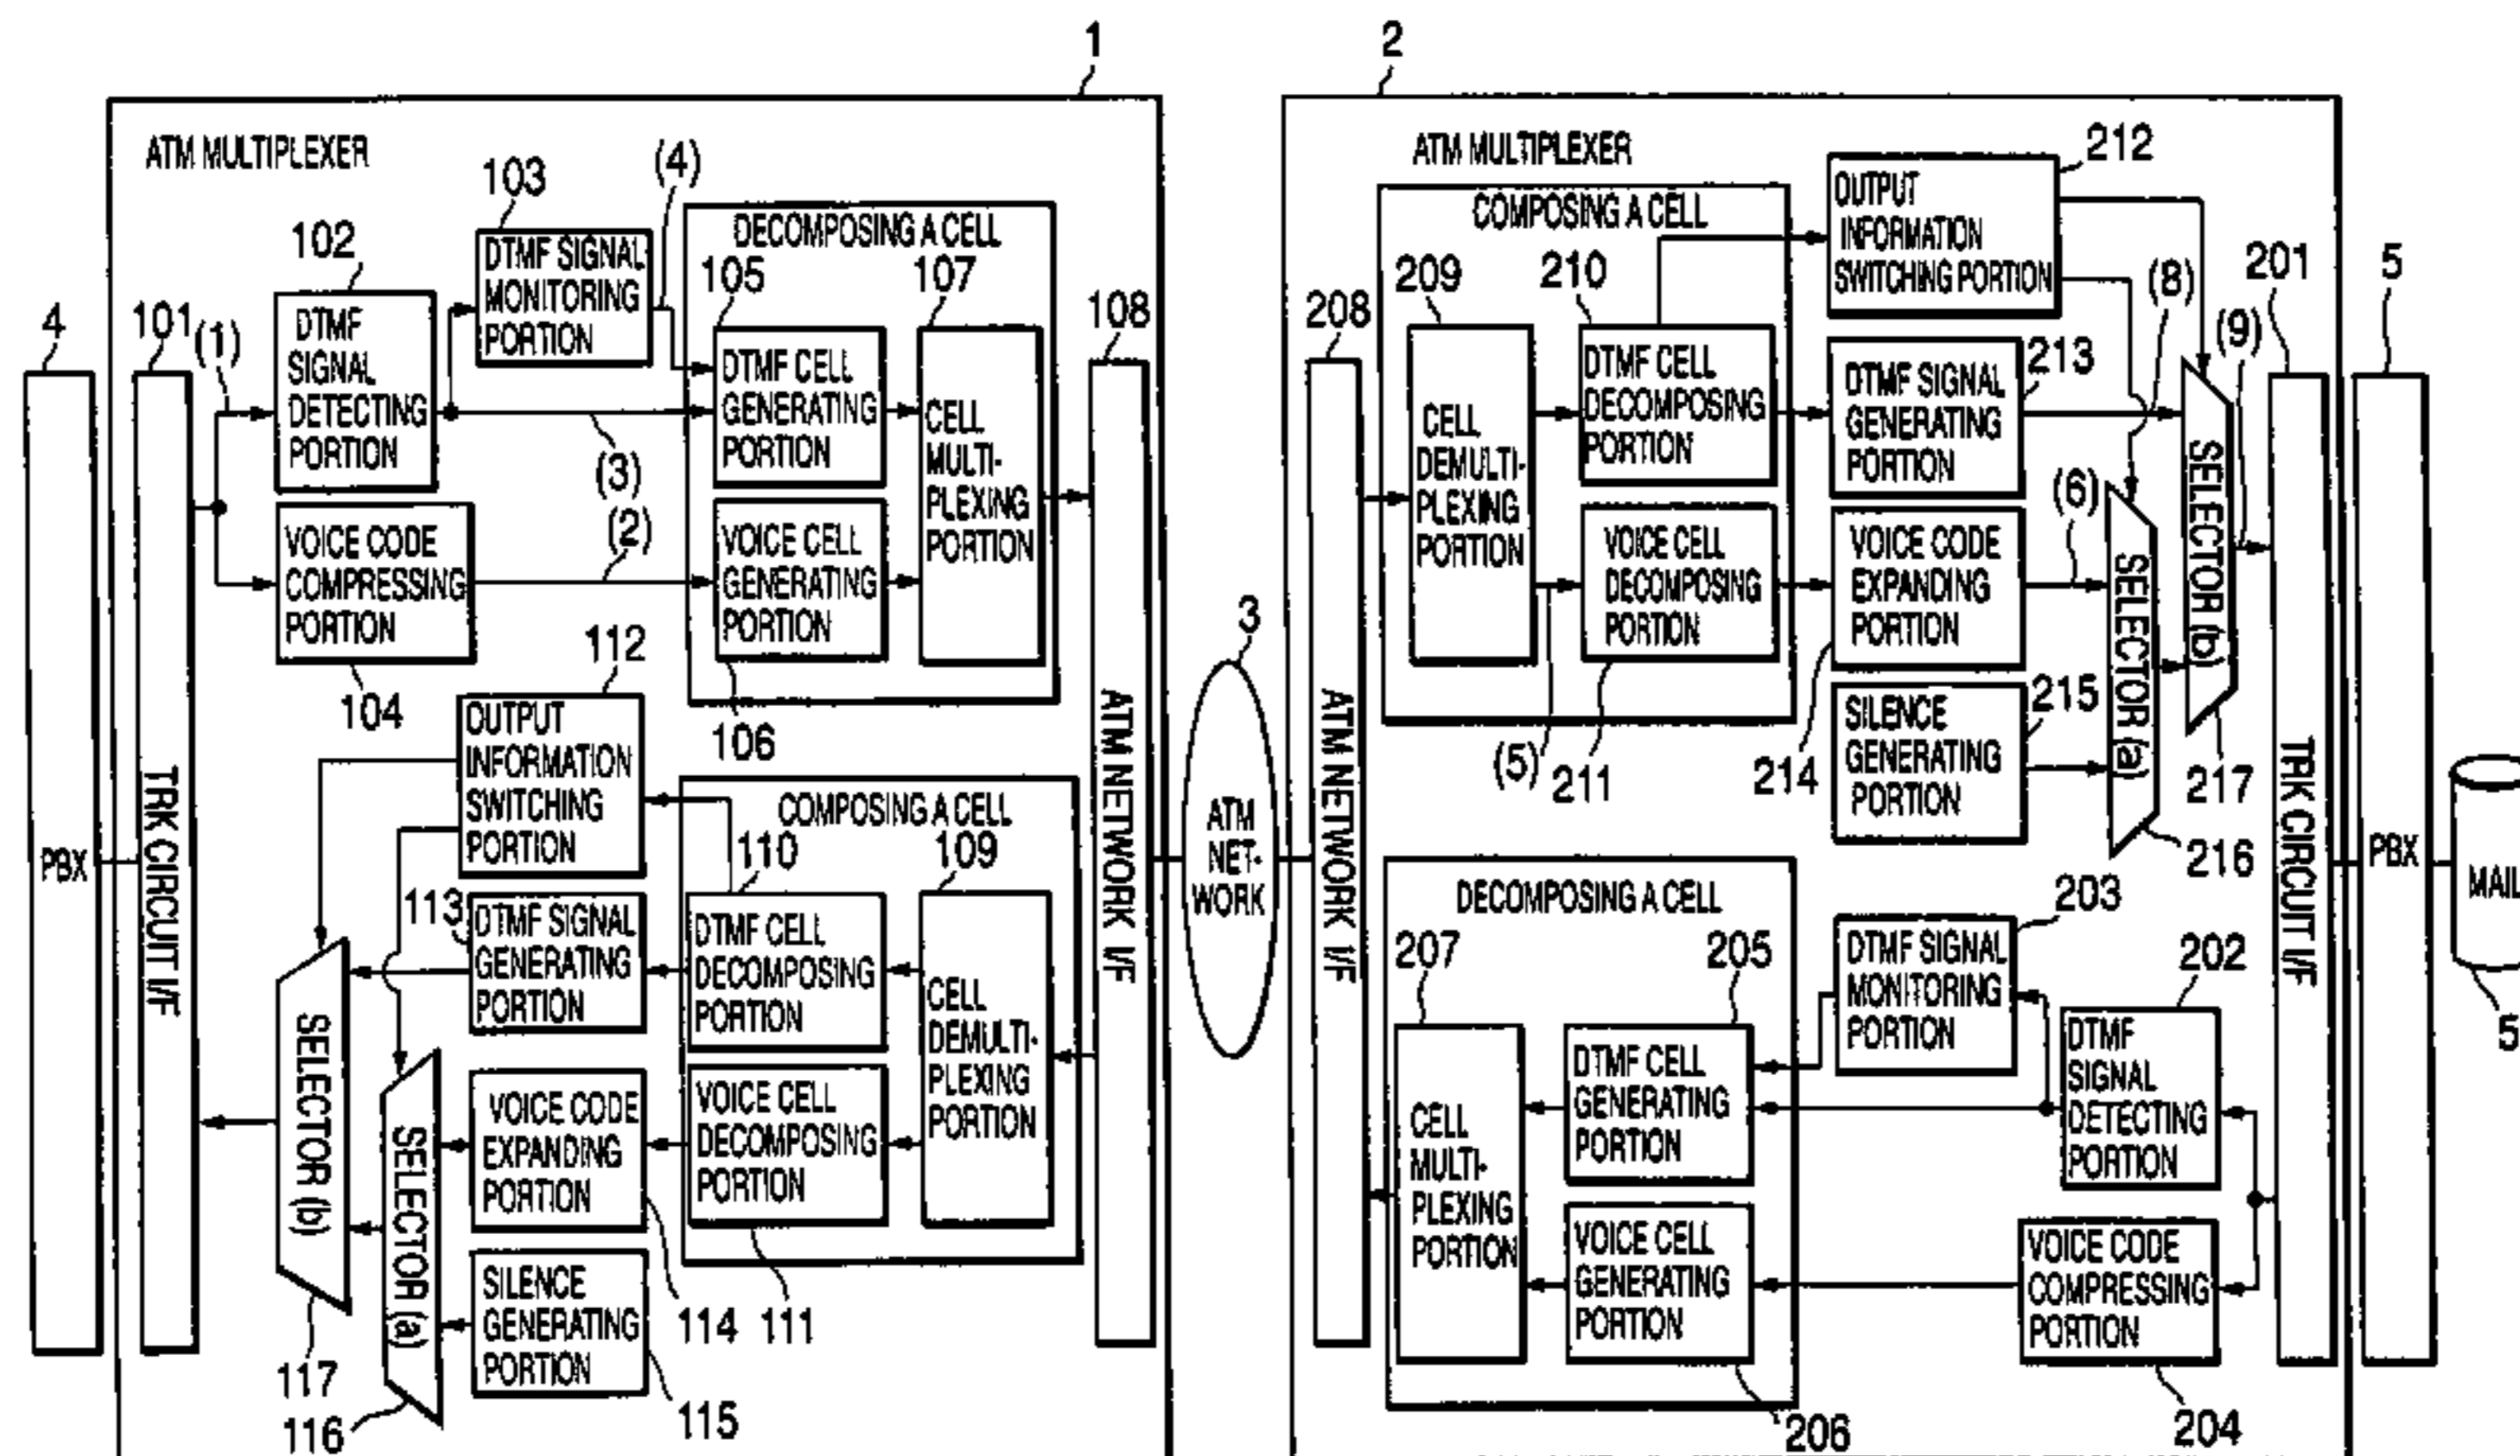 1
2
ATM MULTIPLEXER
102
DTMF
SIGNAL
DETECTING
PORTION
103
DTMF SIGNAL
MONITORING
PORTION
(4)
DECOMPOSING A CELL
105
107
DTMF CELL
GENERATING
PORTION
CELL
MULTI-
PLEXING
PORTION
108
4
101
(1)
(3)
(2)
VOICE CODE
COMPRESSING
PORTION
104
VOICE CELL
GENERATING
PORTION
106
PBX
TRK CIRCUIT I/F
ATM NETWORK I/F
112
OUTPUT
INFORMATION
SWITCHING
PORTION
COMPOSING A CELL
110
109
113
DTMF SIGNAL
GENERATING
PORTION
DTMF CELL
DECOMPOSING
PORTION
CELL
DEMULTI-
PLEXING
PORTION
SELECTOR (b)
SELECTOR (a)
VOICE CODE
EXPANDING
PORTION
VOICE CELL
DECOMPOSING
PORTION
SILENCE
GENERATING
PORTION
114
111
117
116
115
3
ATM
NET-
WORK
ATM MULTIPLEXER
COMPOSING A CELL
212
OUTPUT
INFORMATION
SWITCHING PORTION
208
209
210
CELL
DEMULTI-
PLEXING
PORTION
DTMF CELL
DECOMPOSING
PORTION
DTMF SIGNAL
GENERATING
PORTION
213
(8)
(9)
201
5
VOICE CELL
DECOMPOSING
PORTION
VOICE CODE
EXPANDING
PORTION
(6)
(5)
211
214
SILENCE
GENERATING
PORTION
215
SELECTOR (a)
SELECTOR (b)
217
216
ATM NETWORK I/F
TRK CIRCUIT I/F
PBX
MAIL
5
DECOMPOSING A CELL
207
205
203
DTMF SIGNAL
MONITORING
PORTION
202
DTMF
SIGNAL
DETECTING
PORTION
CELL
MULTI-
PLEXING
PORTION
DTMF CELL
GENERATING
PORTION
VOICE CELL
GENERATING
PORTION
206
VOICE CODE
COMPRESSING
PORTION
204